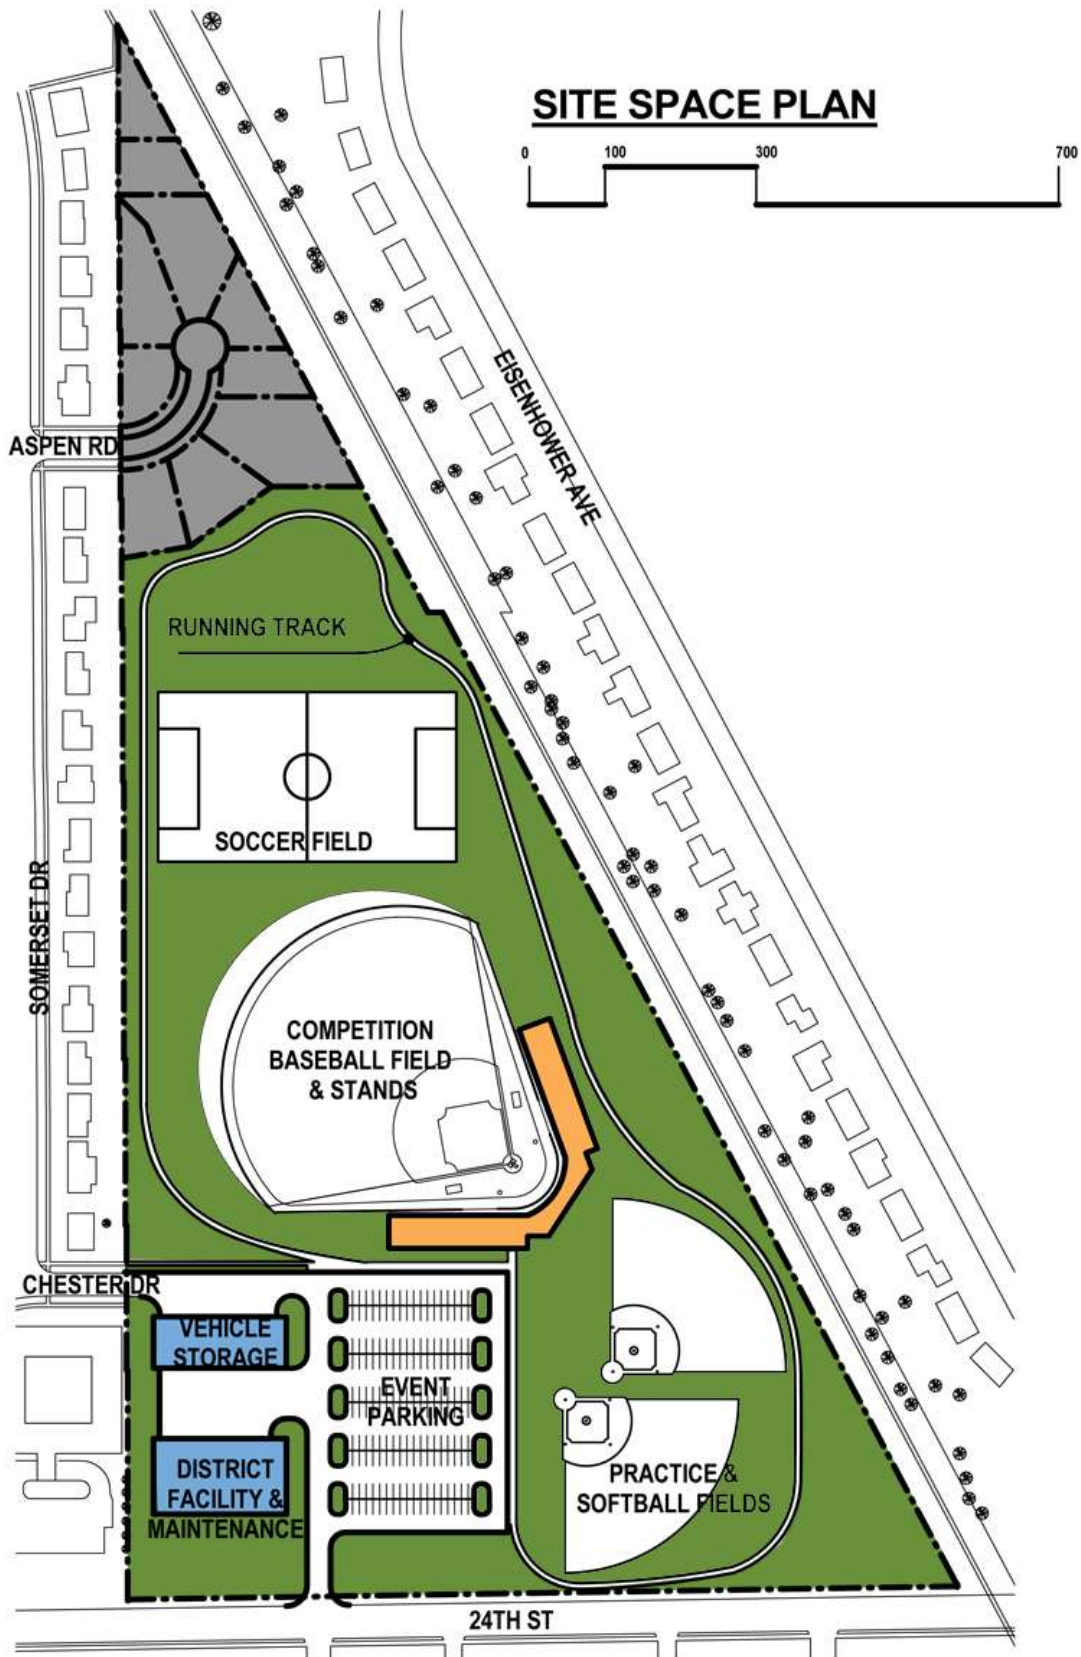 SITE SPACE PLAN
0 100 300 700
EISENHOWER AVE
ASPEN RD
RUNNING TRACK
SOCCER FIELD
SOMERSET DR
COMPETITION
BASEBALL FIELD
& STANDS
CHESTER DR
VEHICLE
STORAGE
EVENT
PARKING
DISTRICT
FACILITY &
MAINTENANCE
PRACTICE &
SOFTBALL FIELDS
24TH ST